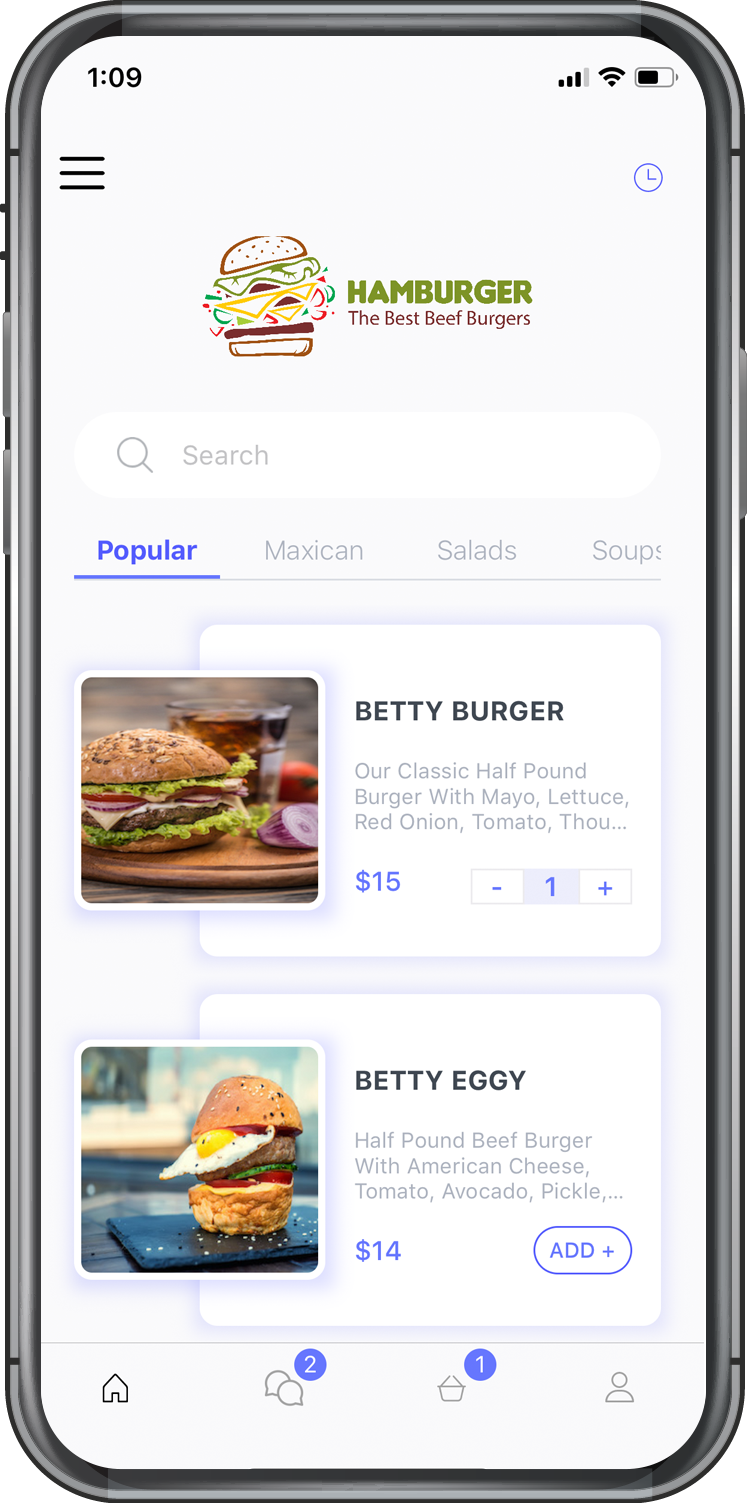 1:09
HAMBURGER
The Best Beef Burgers
Search
Popular Maxican Salads Soups
BETTY BURGER
Our Classic Half Pound
Burger With Mayo, Lettuce,
Red Onion, Tomato, Thou...
$15 - 1 +
BETTY EGGY
Half Pound Beef Burger
With American Cheese,
Tomato, Avocado, Pickle,...
$14 ADD +
2 1